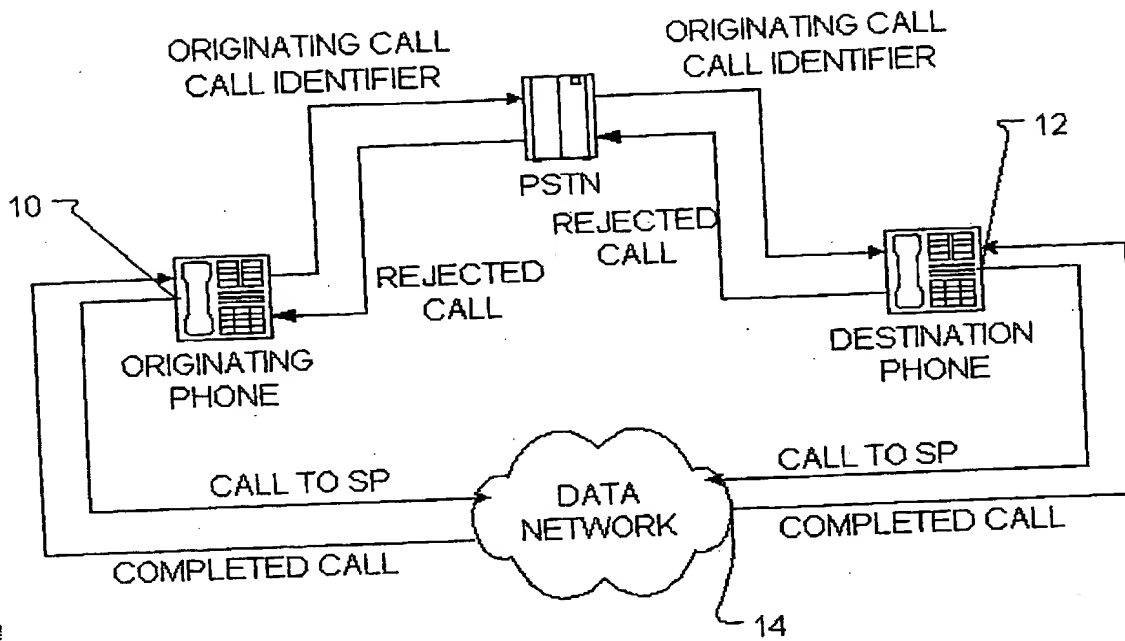 ORIGINATING CALL
CALL IDENTIFIER
ORIGINATING CALL
CALL IDENTIFIER
12
PSTN
10
REJECTED
CALL
REJECTED
CALL
ORIGINATING
PHONE
DESTINATION
PHONE
CALL TO SP
DATA
NETWORK
CALL TO SP
COMPLETED CALL
COMPLETED CALL
14